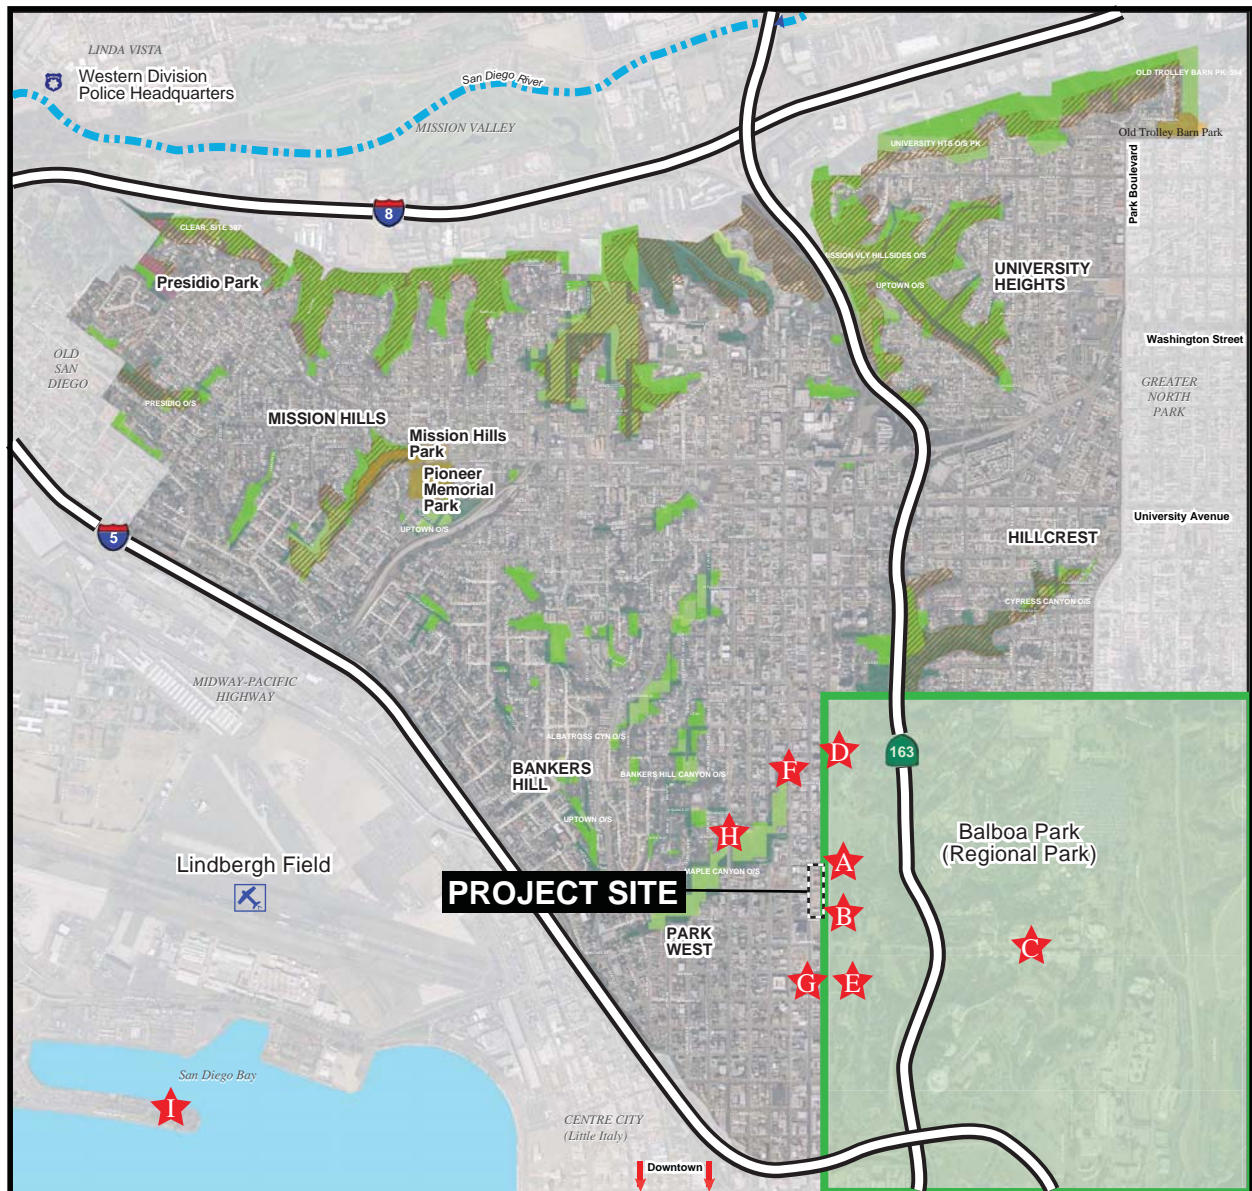 LINDA VISTA
Western Division
Police Headquarters
San Diego River
MISSION VALLEY
OLD TROLLEY BARN PK
Old Trolley Barn Park
UNIVERSITY HTS O/S PK
Park Boulevard
8
CLEAR, SITE
Presidio Park
MISSION VLY HILLSIDES O/S
UPTOWN O/S
UNIVERSITY
HEIGHTS
Washington Street
OLD
SAN
DIEGO
GREATER
NORTH
PARK
PRESIDIO O/S
MISSION HILLS
Mission Hills
Park
Pioneer
Memorial
Park
UPTOWN O/S
University Avenue
5
HILLCREST
CYPRESS CANYON O/S
MIDWAY-PACIFIC
HIGHWAY
ALBATROSS CYN O/S
BANKERS
HILL
BANKERS HILL CANYON O/S
D
163
F
UPTOWN O/S
H
Balboa Park
(Regional Park)
Lindbergh Field
MAPLE CANYON O/S
A
PROJECT SITE
B
PARK
WEST
C
G
E
San Diego Bay
I
CENTRE CITY
(Little Italy)
Downtown